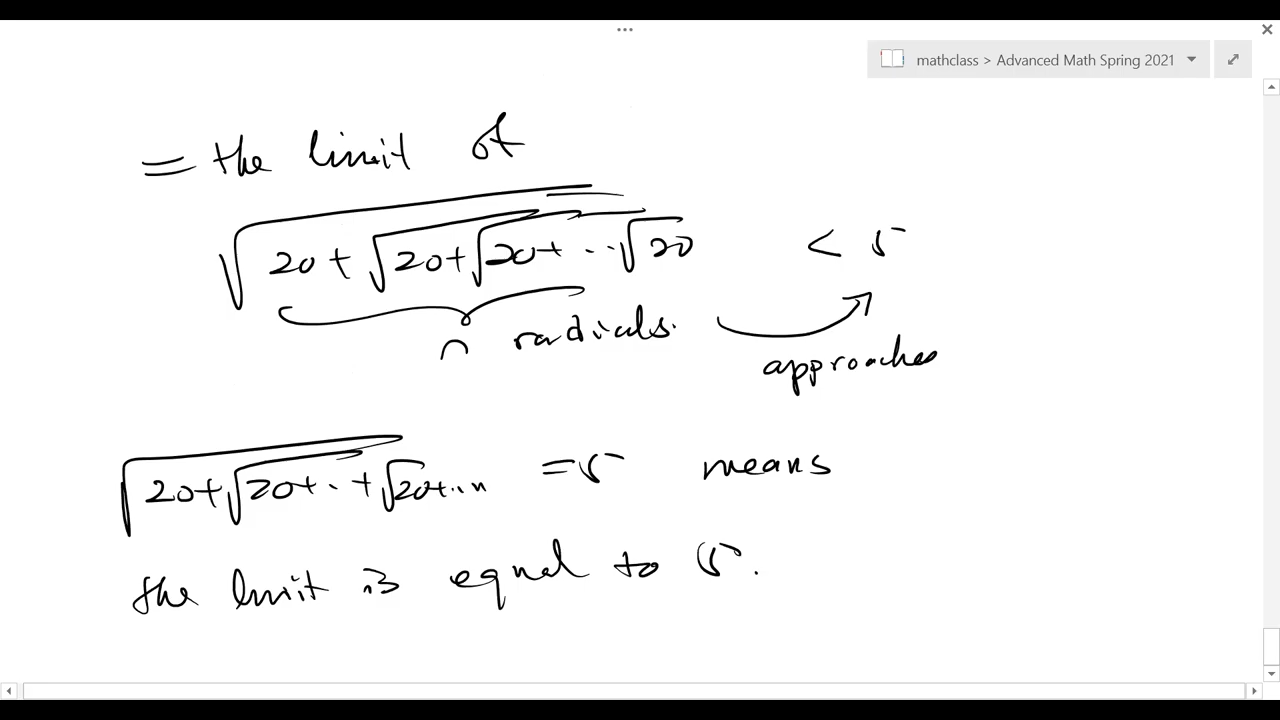 mathclass > Advanced Math Spring 2021
= the limit of
√(20+√(20+√(20+ ... √20 < 5
n radicals.
approaches
√(20+√(20+ .. +√(20+... = 5 means
the limit is equal to 5.